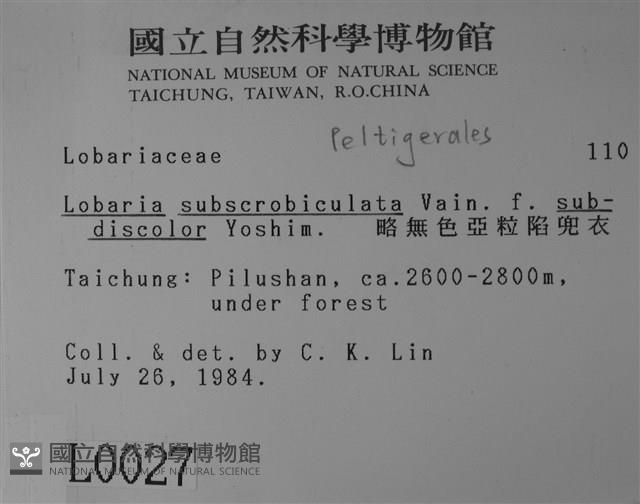 國立自然科學博物館
NATIONAL MUSEUM OF NATURAL SCIENCE
TAICHUNG, TAIWAN, R.O.CHINA
Peltigerales
Lobariaceae 110
Lobaria subscrobiculata Vain. f. sub-
discolor Yoshim. 略無色亞粒陷兜衣
Taichung: Pilushan, ca.2600-2800m,
under forest
Coll. & det. by C. K. Lin
July 26, 1984.
國立自然科學博物館
NATIONAL MUSEUM OF NATURAL SCIENCE
L0027